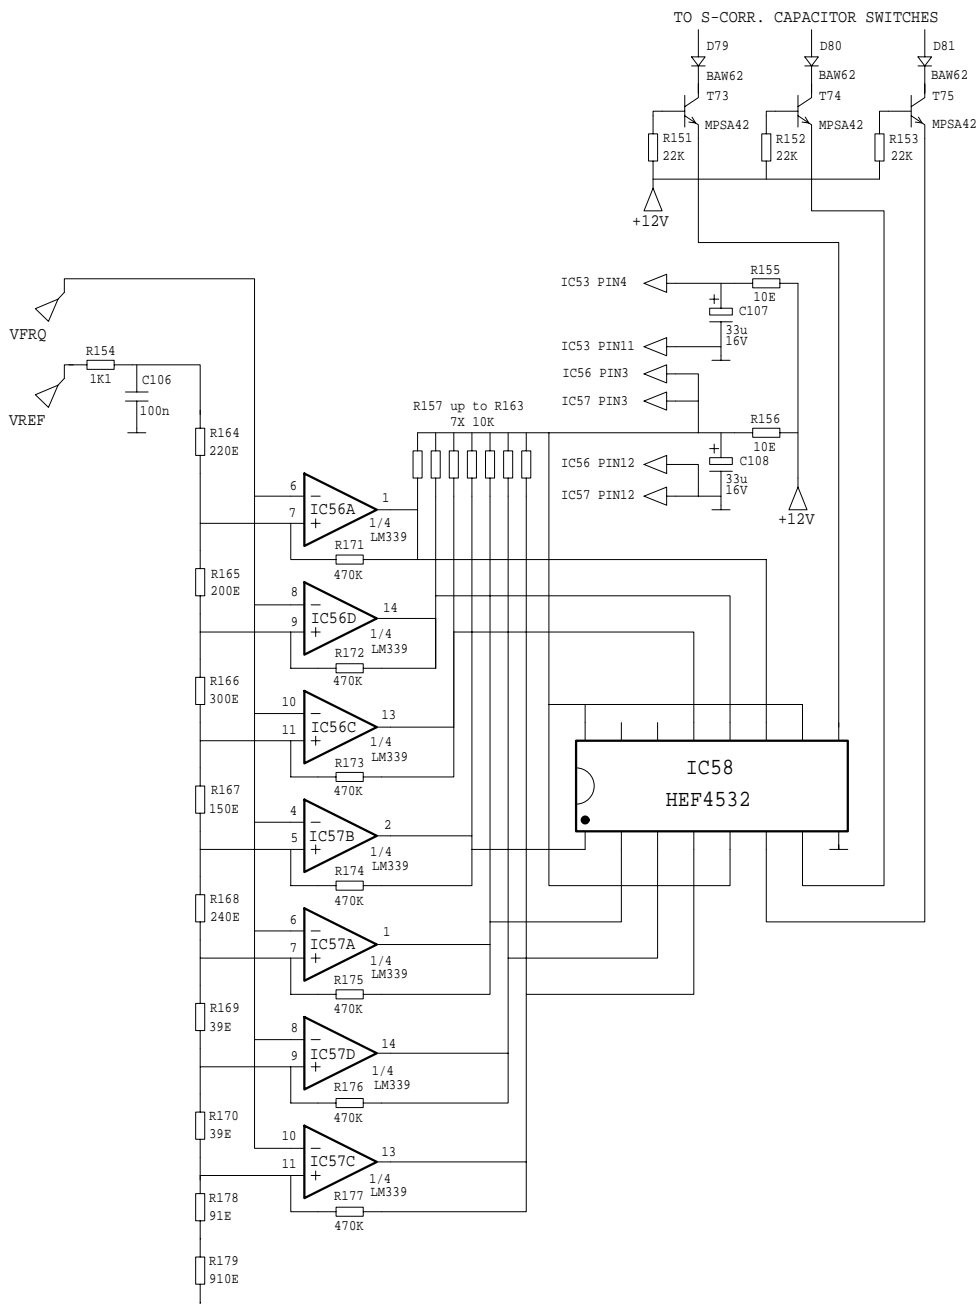 TO S-CORR. CAPACITOR SWITCHES
D79
D80
D81
BAW62
BAW62
BAW62
T73
T74
T75
MPSA42
MPSA42
MPSA42
R151
22K
R152
22K
R153
22K
+12V
VFRQ
VREF
R154
1K1
C106
100n
IC53 PIN4
R155
10E
+
C107
33u
16V
IC53 PIN11
IC56 PIN3
IC57 PIN3
R157 up to R163
7X 10K
R156
10E
+
C108
33u
16V
IC56 PIN12
IC57 PIN12
+12V
R164
220E
6
7
−
+
IC56A
1
1/4
LM339
R171
470K
R165
200E
8
9
−
+
IC56D
14
1/4
LM339
R172
470K
R166
300E
10
11
−
+
IC56C
13
1/4
LM339
R173
470K
IC58
HEF4532
R167
150E
4
5
−
+
IC57B
2
1/4
LM339
R174
470K
R168
240E
6
7
−
+
IC57A
1
1/4
LM339
R175
470K
R169
39E
8
9
−
+
IC57D
14
1/4
LM339
R176
470K
R170
39E
10
11
−
+
IC57C
13
1/4
LM339
R177
470K
R178
91E
R179
910E